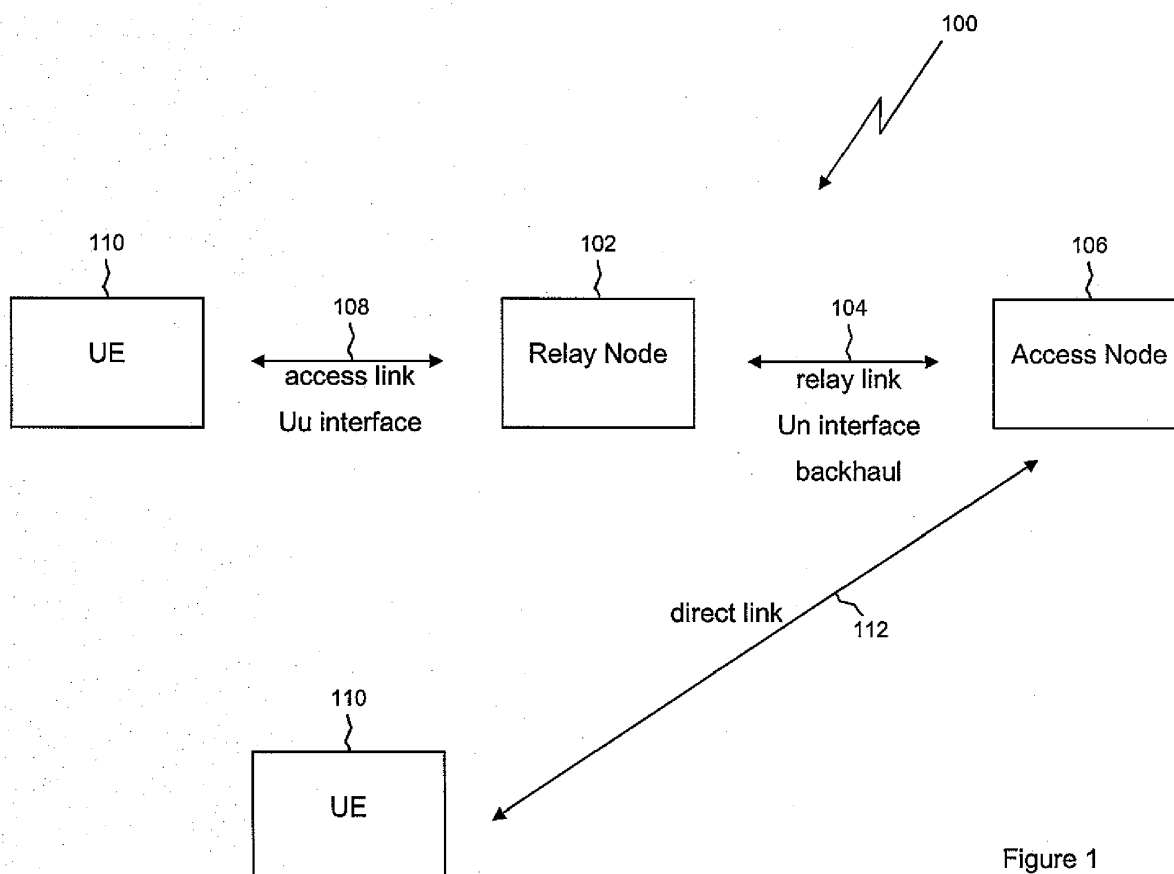 100
110
102
106
UE
108
Relay Node
104
Access Node
access link
relay link
Uu interface
Un interface
backhaul
direct link
112
110
UE
Figure 1